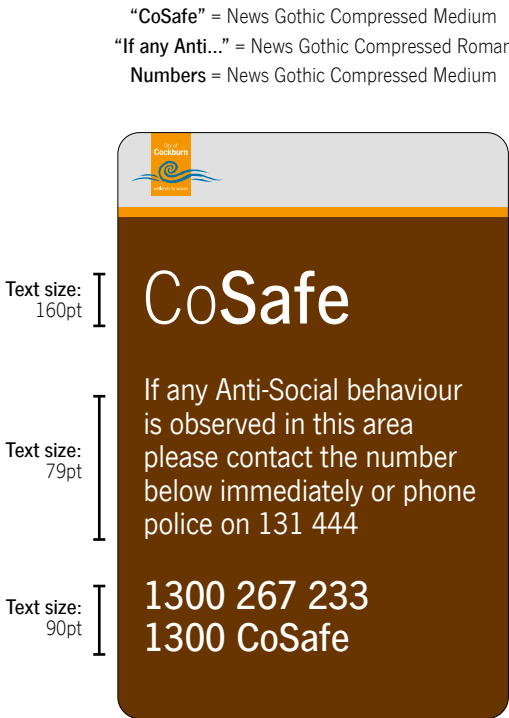 “CoSafe” = News Gothic Compressed Medium
“If any Anti...” = News Gothic Compressed Roman
Numbers = News Gothic Compressed Medium
City of
Cockburn
wetlands to waves
Text size:
160pt
CoSafe
Text size:
79pt
If any Anti-Social behaviour
is observed in this area
please contact the number
below immediately or phone
police on 131 444
Text size:
90pt
1300 267 233
1300 CoSafe